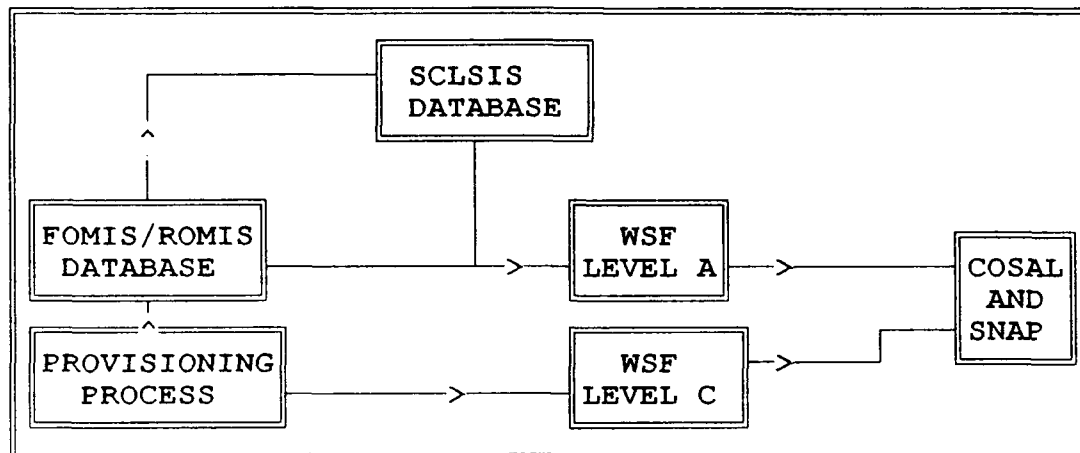 SCLSIS
DATABASE
FOMIS/ROMIS
DATABASE
WSF
LEVEL A
COSAL
AND
SNAP
PROVISIONING
PROCESS
WSF
LEVEL C